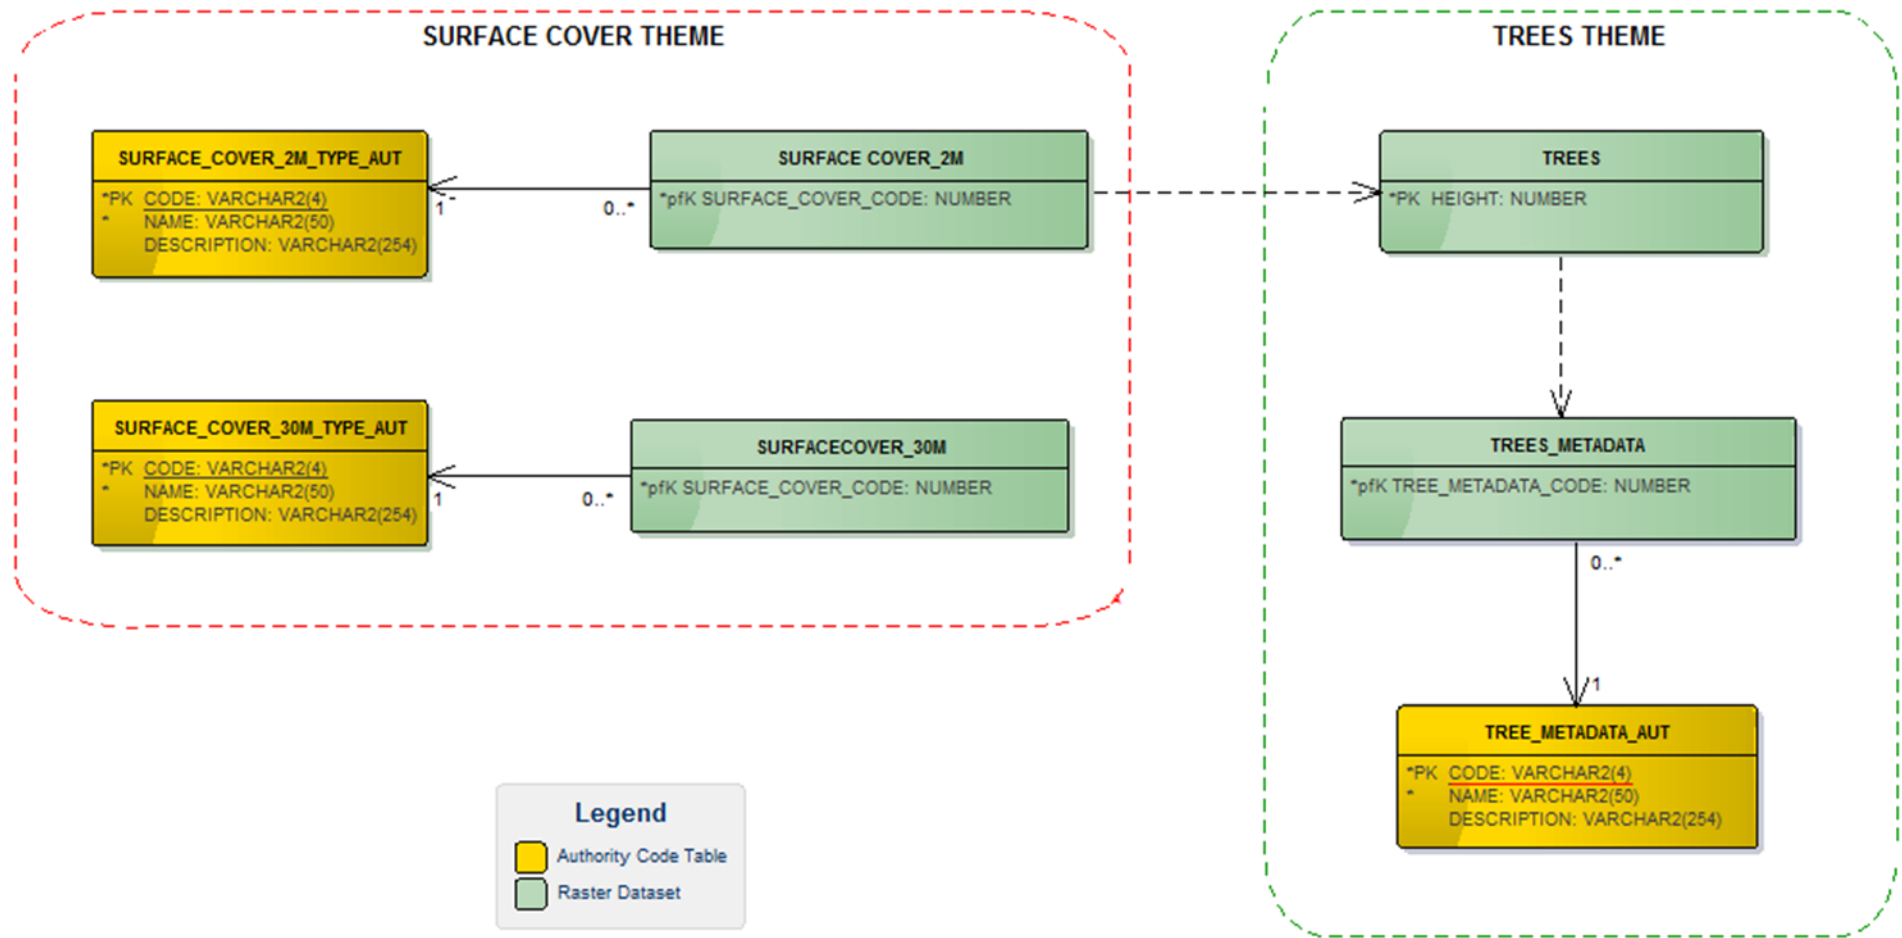 SURFACE COVER THEME
SURFACE_COVER_2M_TYPE_AUT
*PK CODE: VARCHAR2(4)
* NAME: VARCHAR2(50)
DESCRIPTION: VARCHAR2(254)
1
0..*
SURFACE COVER_2M
*pfK SURFACE_COVER_CODE: NUMBER
SURFACE_COVER_30M_TYPE_AUT
*PK CODE: VARCHAR2(4)
* NAME: VARCHAR2(50)
DESCRIPTION: VARCHAR2(254)
1
0..*
SURFACECOVER_30M
*pfK SURFACE_COVER_CODE: NUMBER
TREES THEME
TREES
*PK HEIGHT: NUMBER
TREES_METADATA
*pfK TREE_METADATA_CODE: NUMBER
0..*
1
TREE_METADATA_AUT
*PK CODE: VARCHAR2(4)
* NAME: VARCHAR2(50)
DESCRIPTION: VARCHAR2(254)
Legend
Authority Code Table
Raster Dataset